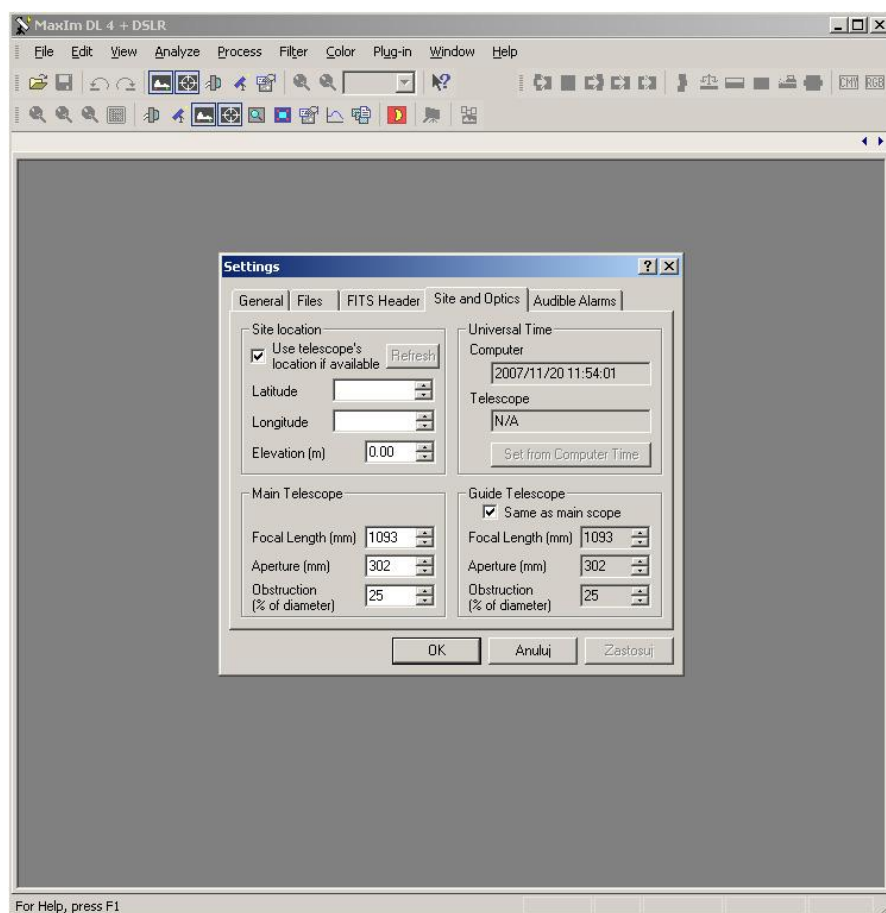 MaxIm DL 4 + DSLR
File Edit View Analyze Process Filter Color Plug-in Window Help
CMY RGB
Settings
General Files FITS Header Site and Optics Audible Alarms
Site location
Use telescope's
location if available
Refresh
Latitude
Longitude
Elevation (m) 0.00
Universal Time
Computer
2007/11/20 11:54:01
Telescope
N/A
Set from Computer Time
Main Telescope
Focal Length (mm) 1093
Aperture (mm) 302
Obstruction
(% of diameter) 25
Guide Telescope
Same as main scope
Focal Length (mm) 1093
Aperture (mm) 302
Obstruction
(% of diameter) 25
OK Anuluj Zastosuj
For Help, press F1